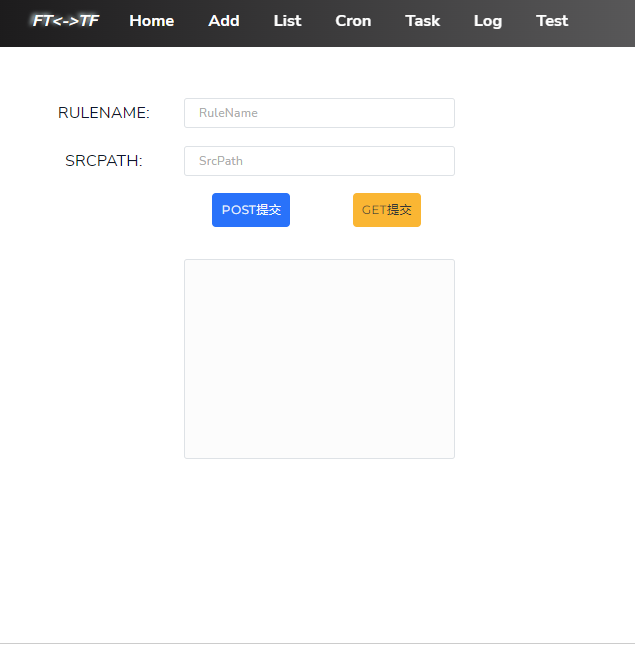 FT<->TF Home Add List Cron Task Log Test
RULENAME: RuleName
SRCPATH: SrcPath
POST提交 GET提交